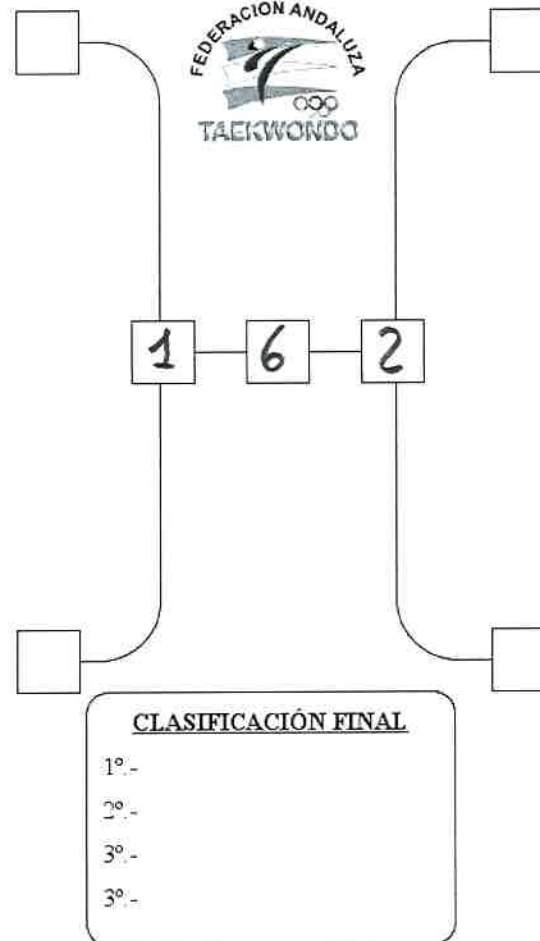 FEDERACION ANDALUZA
TAEKWONDO
1 6 2
CLASIFICACIÓN FINAL
1º.-
2º.-
3º.-
3º.-